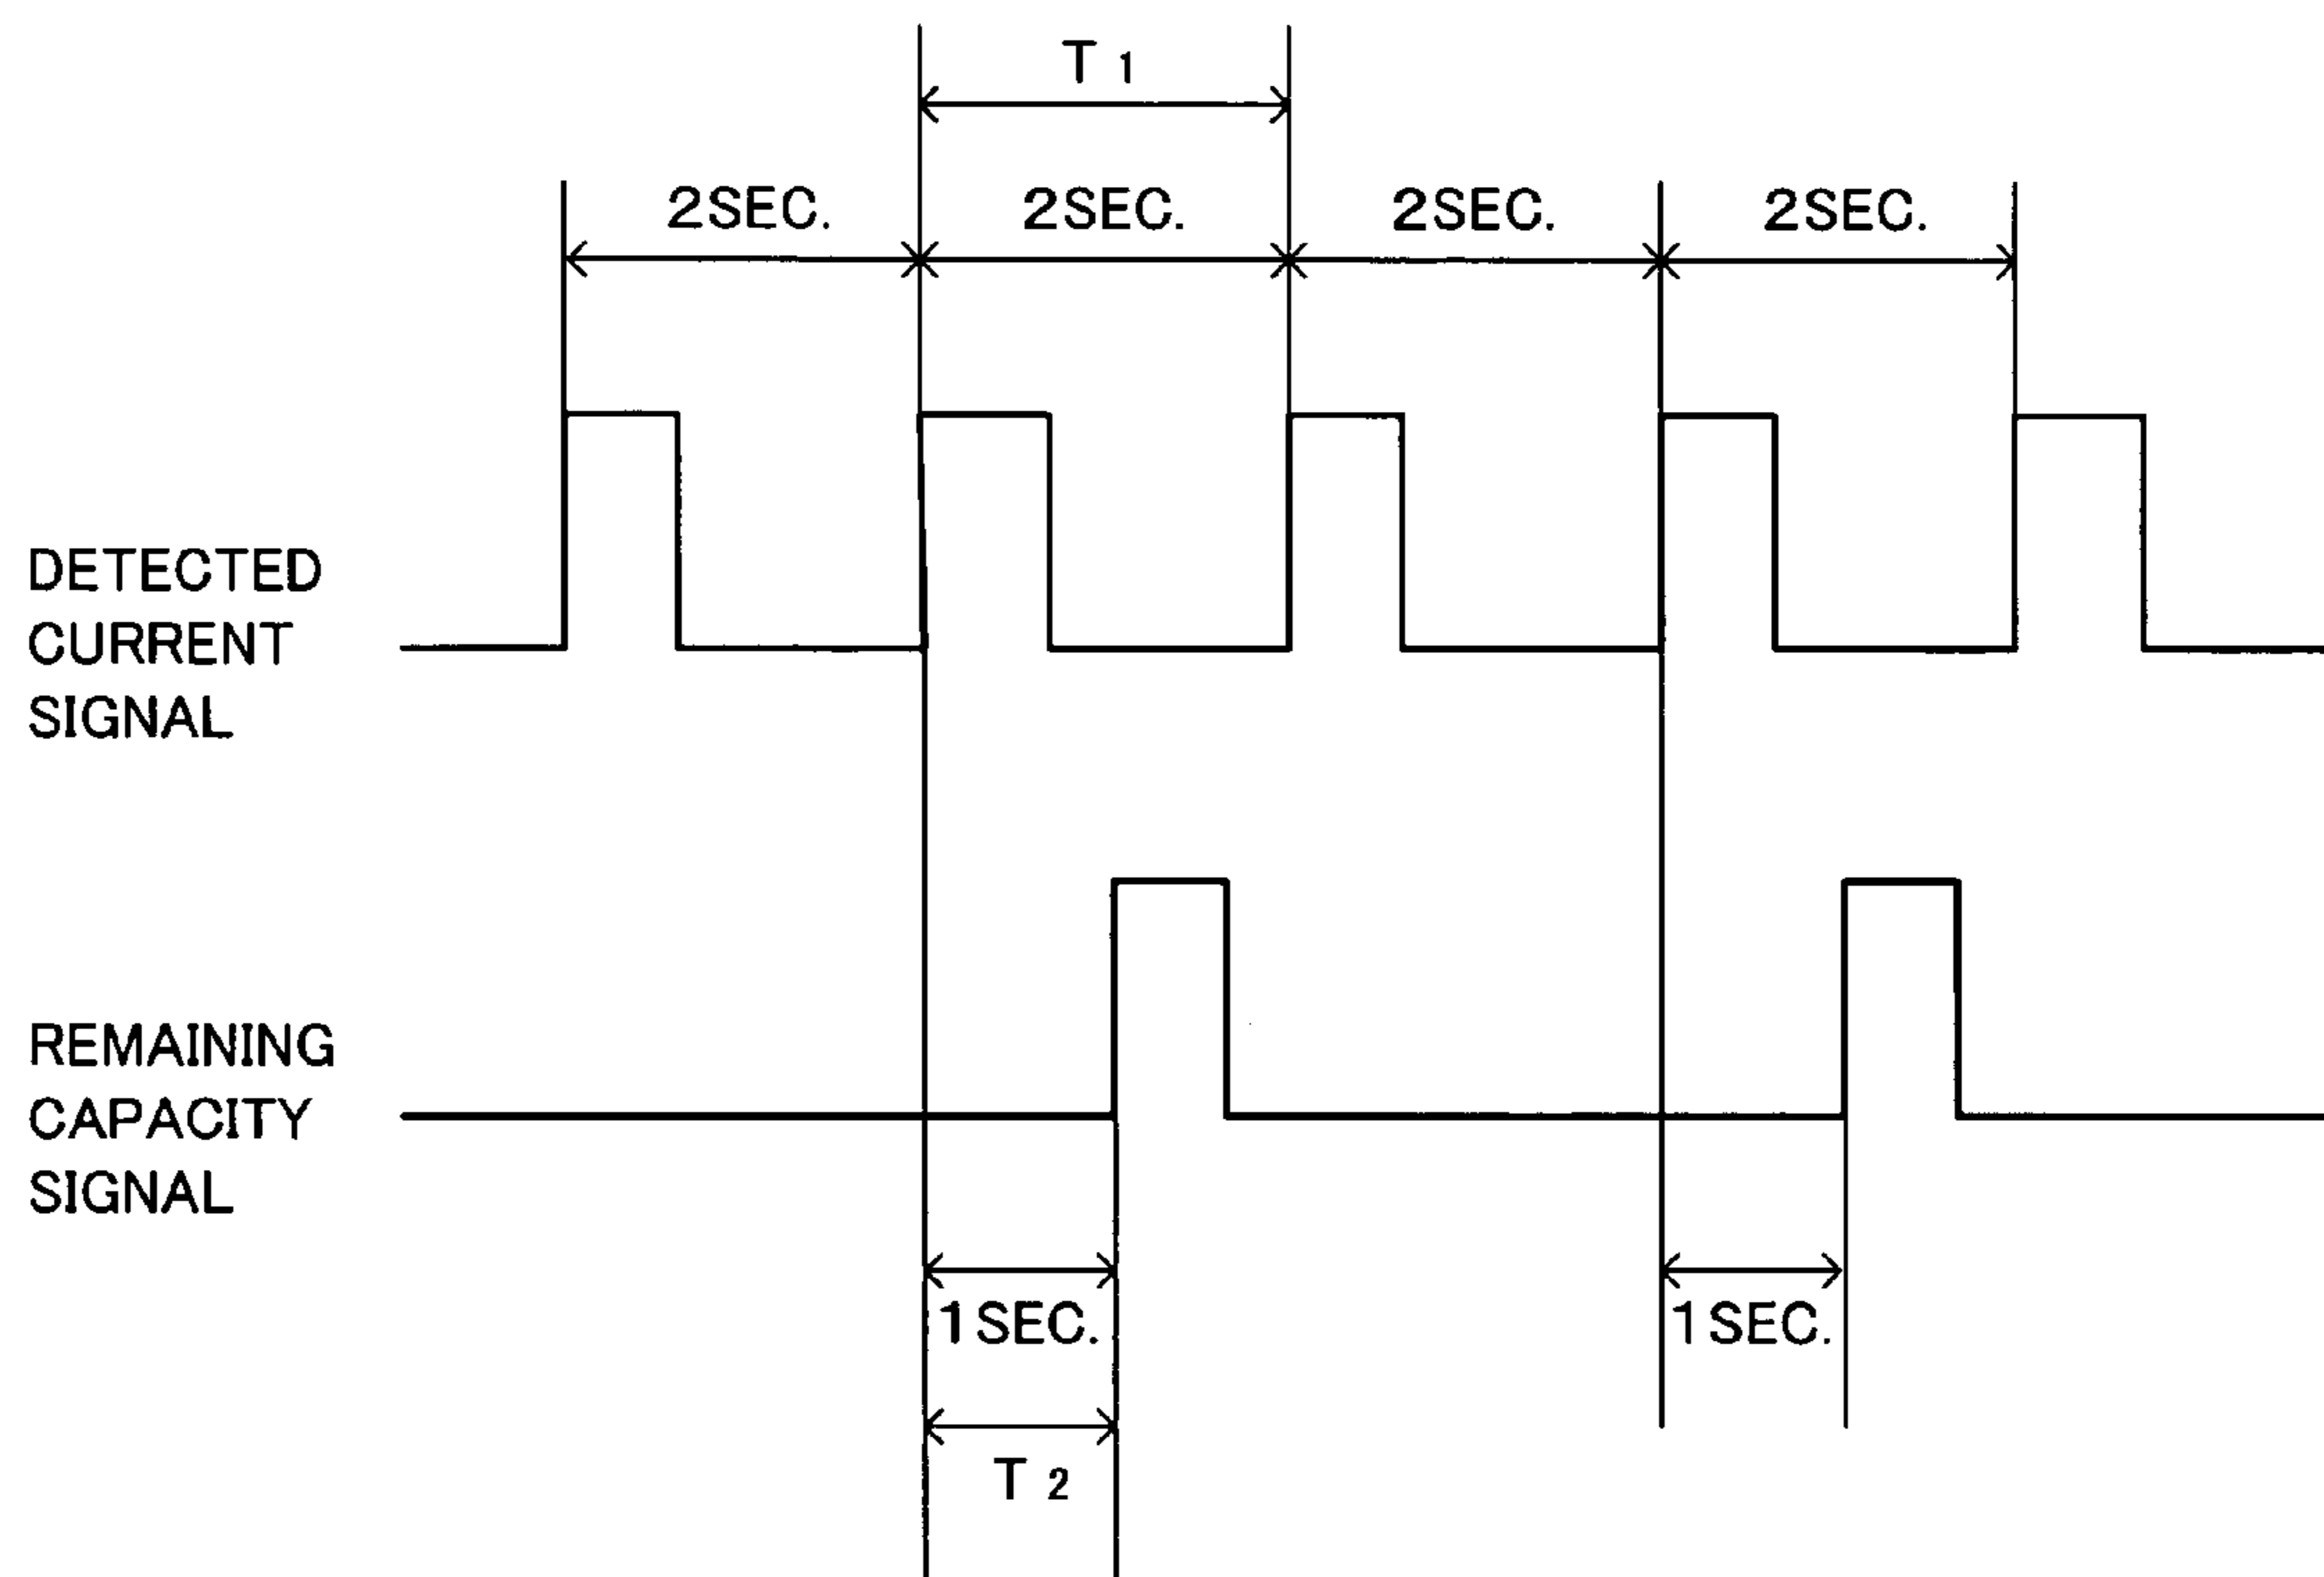 T 1
2SEC.
2SEC.
2SEC.
2SEC.
DETECTED
CURRENT
SIGNAL
REMAINING
CAPACITY
SIGNAL
1SEC.
1SEC.
T 2